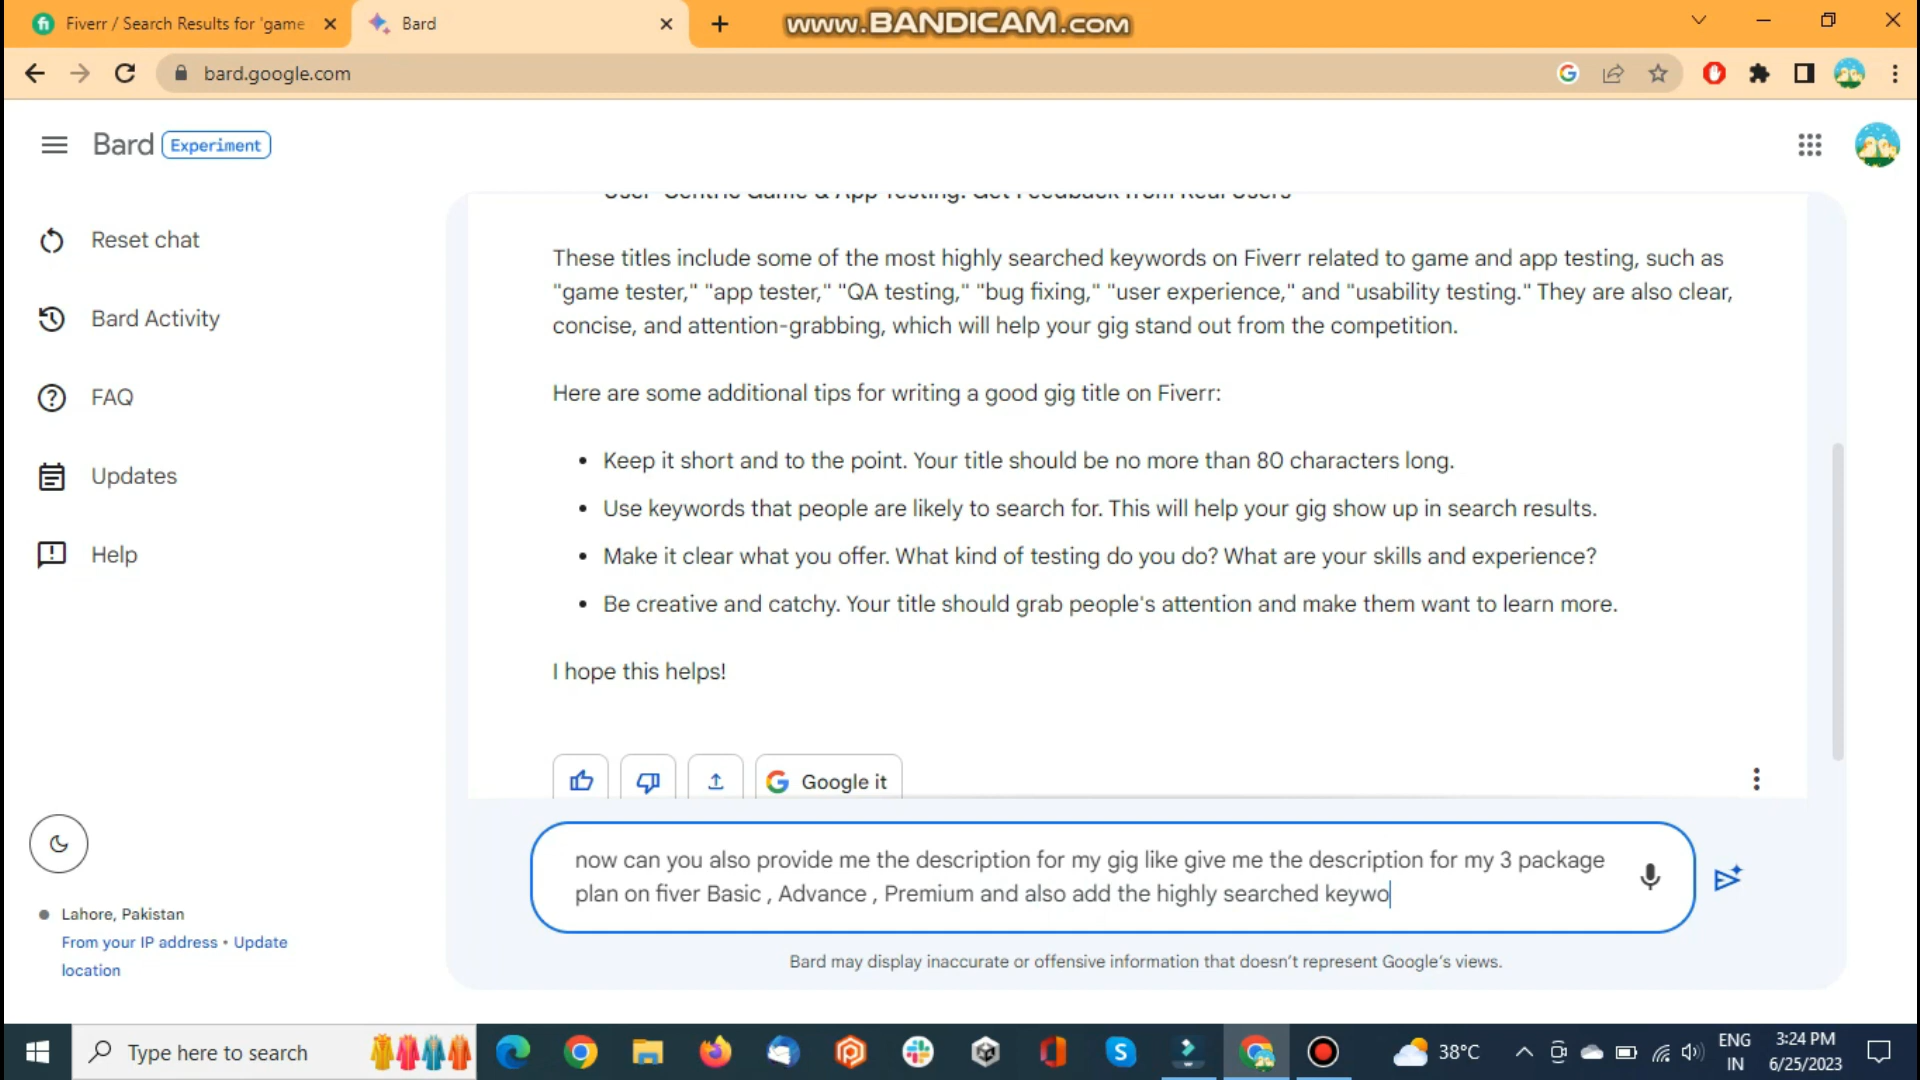 Fiverr / Search Results for 'game
Bard
www.BANDICAM.com
bard.google.com
Bard Experiment
Reset chat
Bard Activity
FAQ
Updates
Help
User-Centric Game & App Testing: Get Feedback from Real Users
These titles include some of the most highly searched keywords on Fiverr related to game and app testing, such as
"game tester," "app tester," "QA testing," "bug fixing," "user experience," and "usability testing." They are also clear,
concise, and attention-grabbing, which will help your gig stand out from the competition.
Here are some additional tips for writing a good gig title on Fiverr:
• Keep it short and to the point. Your title should be no more than 80 characters long.
• Use keywords that people are likely to search for. This will help your gig show up in search results.
• Make it clear what you offer. What kind of testing do you do? What are your skills and experience?
• Be creative and catchy. Your title should grab people's attention and make them want to learn more.
I hope this helps!
Google it
now can you also provide me the description for my gig like give me the description for my 3 package
plan on fiver Basic , Advance , Premium and also add the highly searched keywo
Bard may display inaccurate or offensive information that doesn't represent Google's views.
Lahore, Pakistan
From your IP address • Update
location
Type here to search
38°C
ENG
IN
3:24 PM
6/25/2023